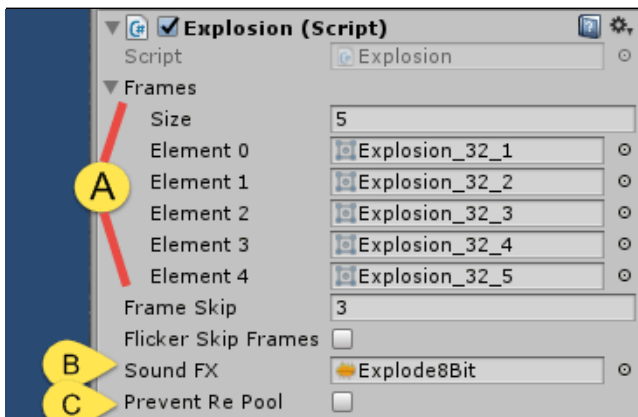 Explosion (Script)
Script Explosion
Frames
Size 5
Element 0 Explosion_32_1
Element 1 Explosion_32_2
A
Element 2 Explosion_32_3
Element 3 Explosion_32_4
Element 4 Explosion_32_5
Frame Skip 3
Flicker Skip Frames
B Sound FX Explode8Bit
C Prevent Re Pool